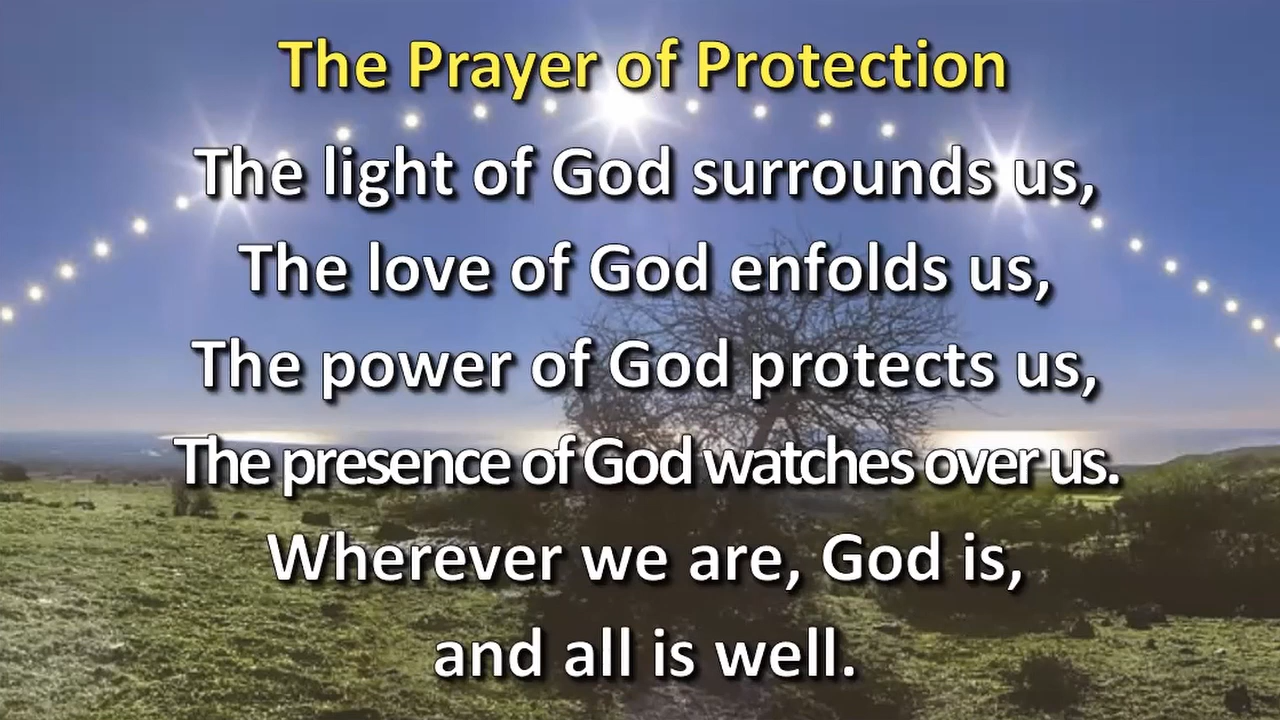 The Prayer of Protection
The light of God surrounds us,
The love of God enfolds us,
The power of God protects us,
The presence of God watches over us.
Wherever we are, God is,
and all is well.